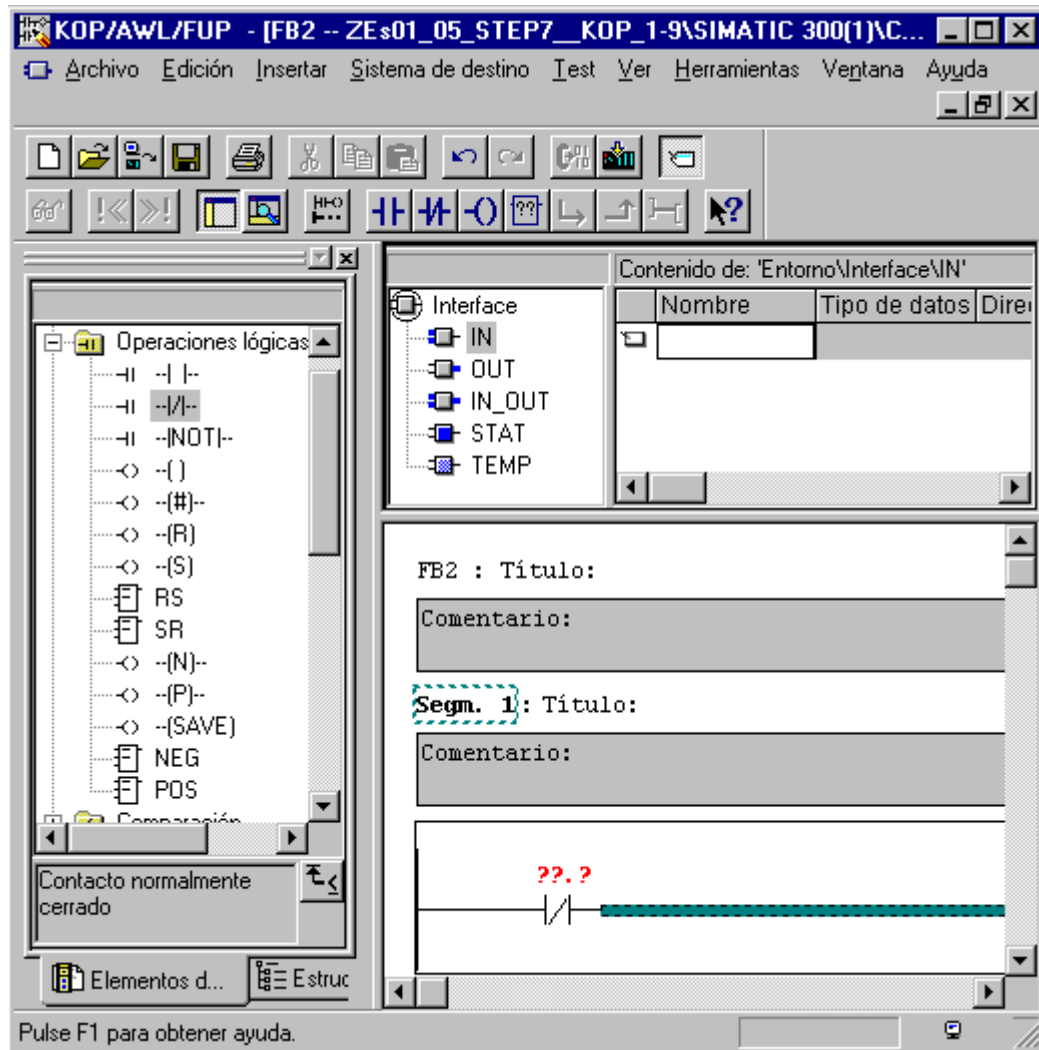 KOP/AWL/FUP - [FB2 -- ZEs01_05_STEP7__KOP_1-9\SIMATIC 300(1)\C...
Archivo Edición Insertar Sistema de destino Test Ver Herramientas Ventana Ayuda
Contenido de: 'Entorno\Interface\IN'
Nombre Tipo de datos Direc
Interface
IN
OUT
IN_OUT
STAT
TEMP
Operaciones lógicas
--| |--
--|/|--
--|NOT|--
--( )
--(#)--
--(R)
--(S)
RS
SR
--(N)--
--(P)--
--(SAVE)
NEG
POS
Comparación
Contacto normalmente
cerrado
Elementos d... Estruc
FB2 : Título:
Comentario:
Segm. 1: Título:
Comentario:
??.?
Pulse F1 para obtener ayuda.